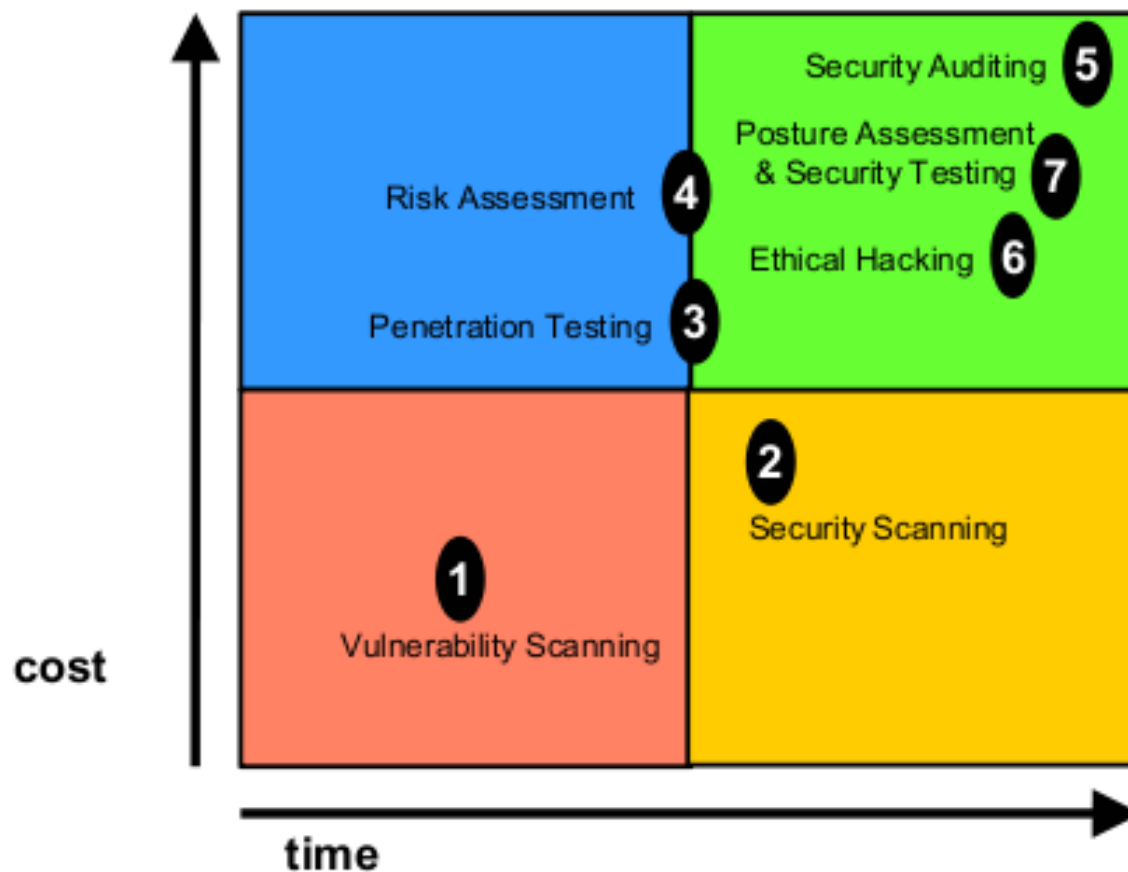 Security Auditing 5
Posture Assessment
& Security Testing 7
Risk Assessment 4
Ethical Hacking 6
Penetration Testing 3
2
Security Scanning
1
Vulnerability Scanning
cost
time